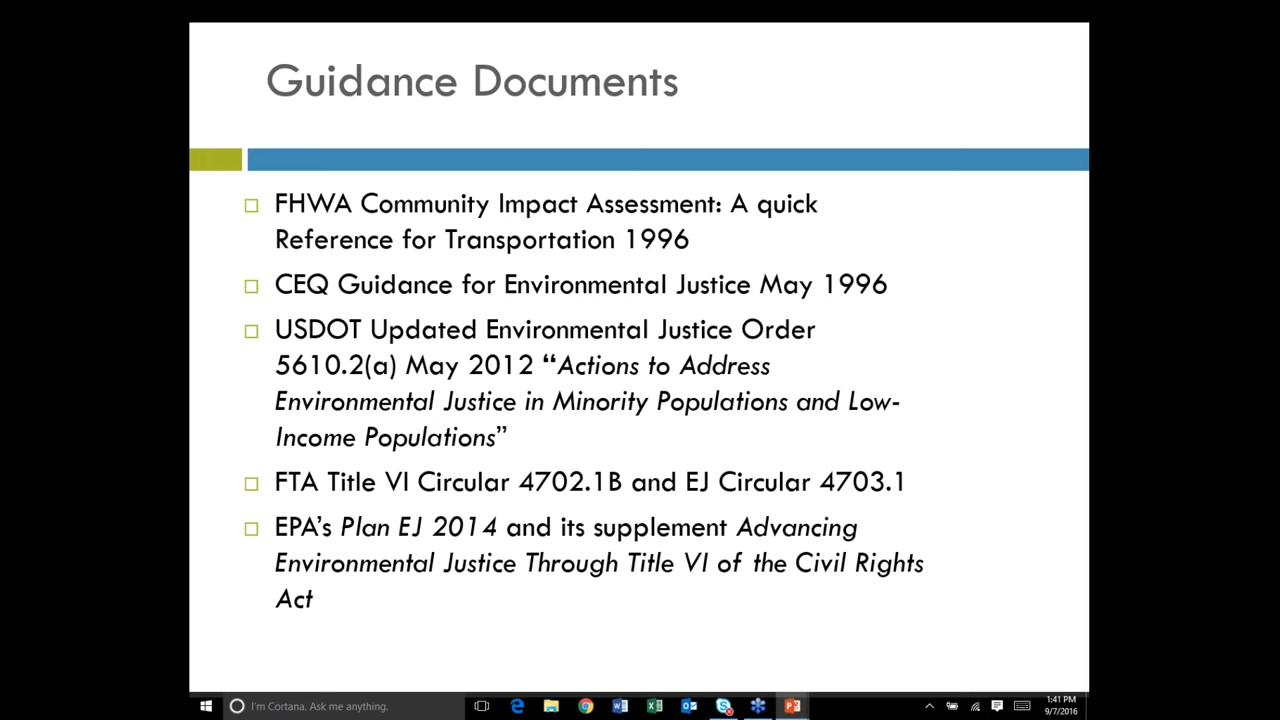 Guidance Documents
FHWA Community Impact Assessment: A quick
Reference for Transportation 1996
CEQ Guidance for Environmental Justice May 1996
USDOT Updated Environmental Justice Order
5610.2(a) May 2012 “Actions to Address
Environmental Justice in Minority Populations and Low-
Income Populations”
FTA Title VI Circular 4702.1B and EJ Circular 4703.1
EPA’s Plan EJ 2014 and its supplement Advancing
Environmental Justice Through Title VI of the Civil Rights
Act
I'm Cortana. Ask me anything.
1:41 PM
9/7/2016